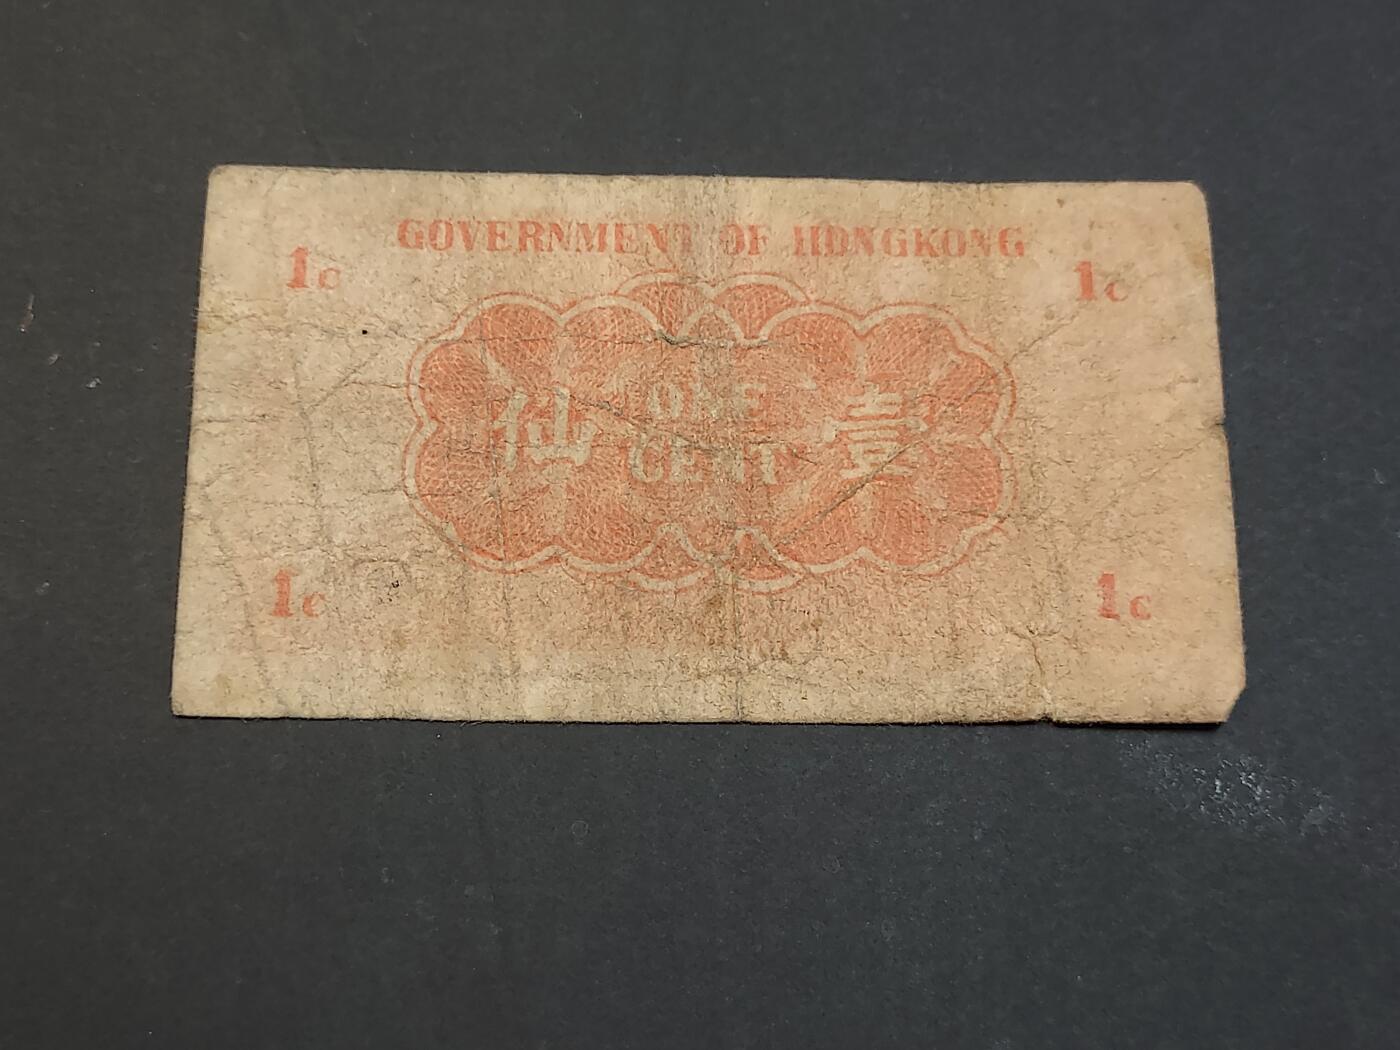 GOVERNMENT OF HONGKONG
1c 1c
仙 ONE CENT 壹
1c 1c